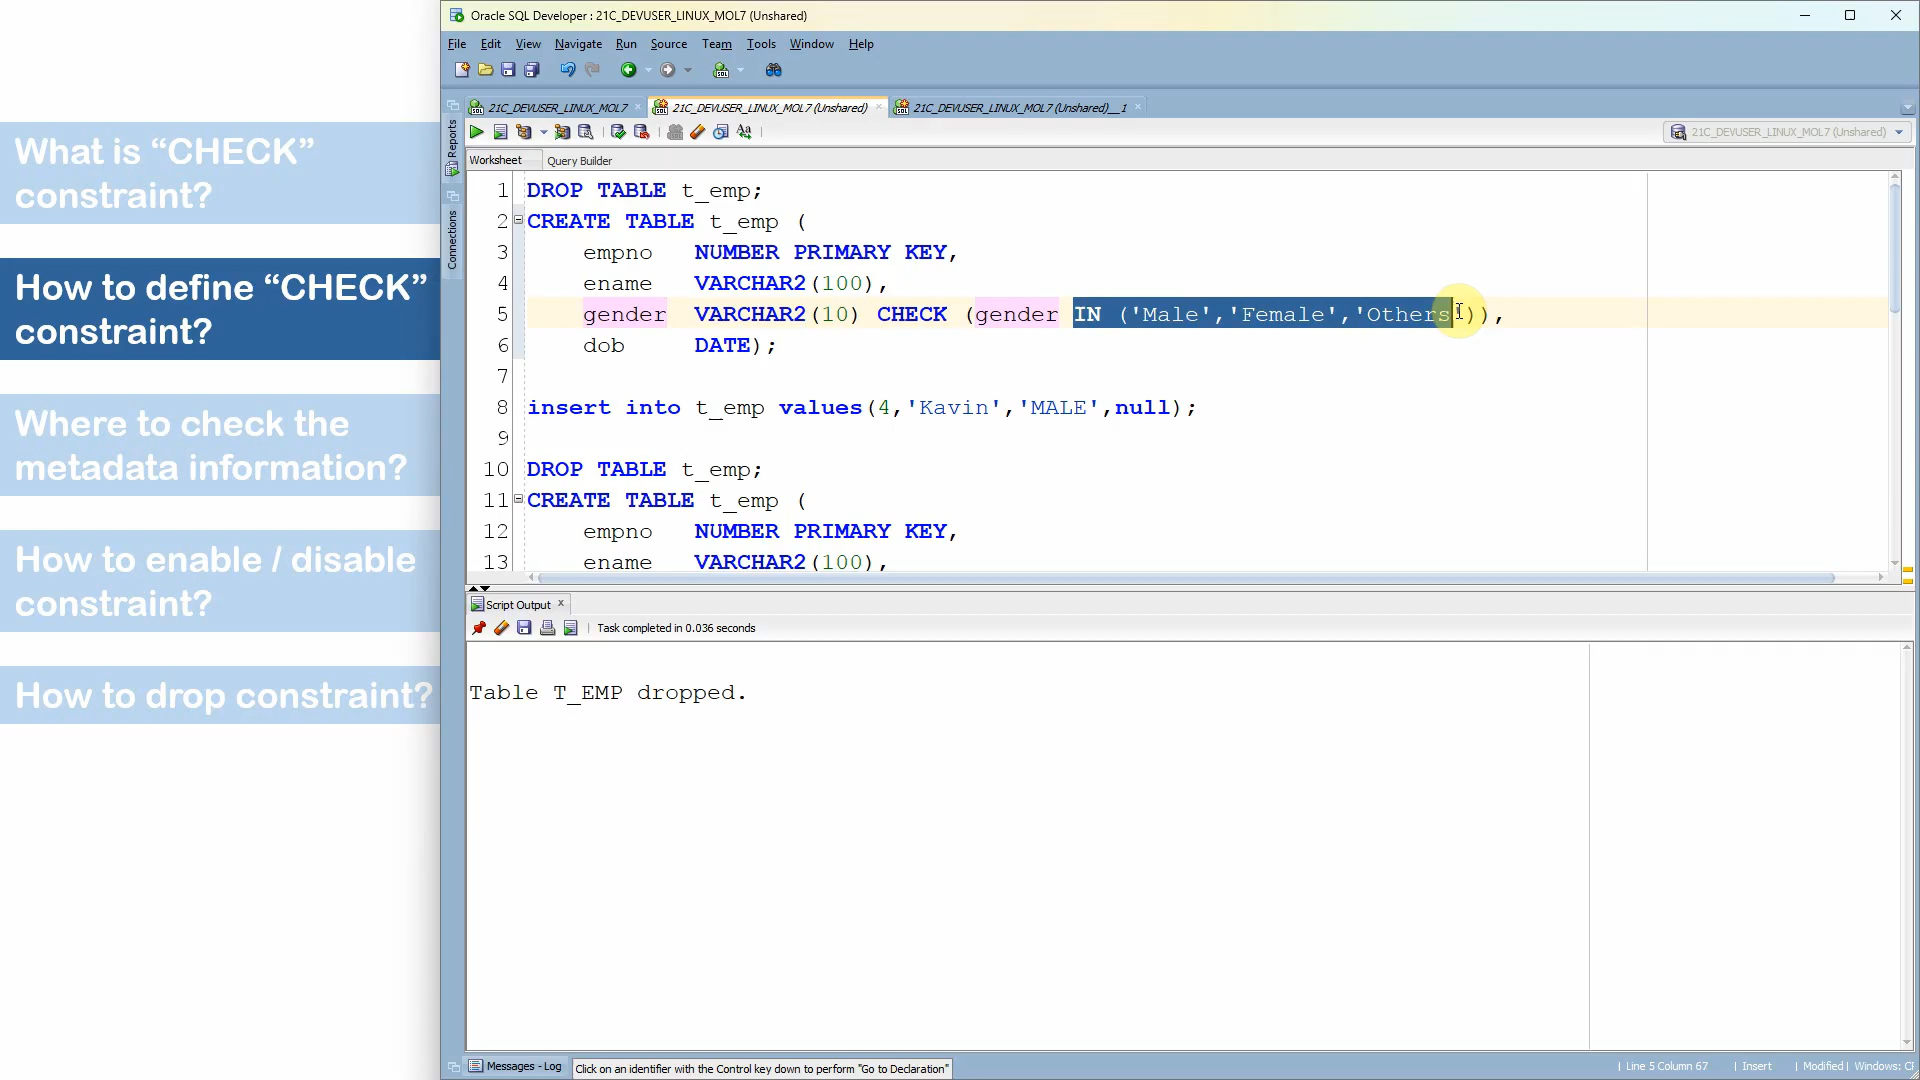 What is “CHECK”
constraint?
How to define “CHECK”
constraint?
Where to check the
metadata information?
How to enable / disable
constraint?
How to drop constraint?
Oracle SQL Developer : 21C_DEVUSER_LINUX_MOL7 (Unshared)
File Edit View Navigate Run Source Team Tools Window Help
21C_DEVUSER_LINUX_MOL7 21C_DEVUSER_LINUX_MOL7 (Unshared) 21C_DEVUSER_LINUX_MOL7 (Unshared)__1
21C_DEVUSER_LINUX_MOL7 (Unshared)
Reports
Connections
Worksheet Query Builder
1 DROP TABLE t_emp;
2 CREATE TABLE t_emp (
3 empno NUMBER PRIMARY KEY,
4 ename VARCHAR2(100),
5 gender VARCHAR2(10) CHECK (gender IN ('Male','Female','Others')),
6 dob DATE);
7
8 insert into t_emp values(4,'Kavin','MALE',null);
9
10 DROP TABLE t_emp;
11 CREATE TABLE t_emp (
12 empno NUMBER PRIMARY KEY,
13 ename VARCHAR2(100),
Script Output
Task completed in 0.036 seconds
Table T_EMP dropped.
Messages - Log Click on an identifier with the Control key down to perform "Go to Declaration" Line 5 Column 67 Insert Modified Windows: C